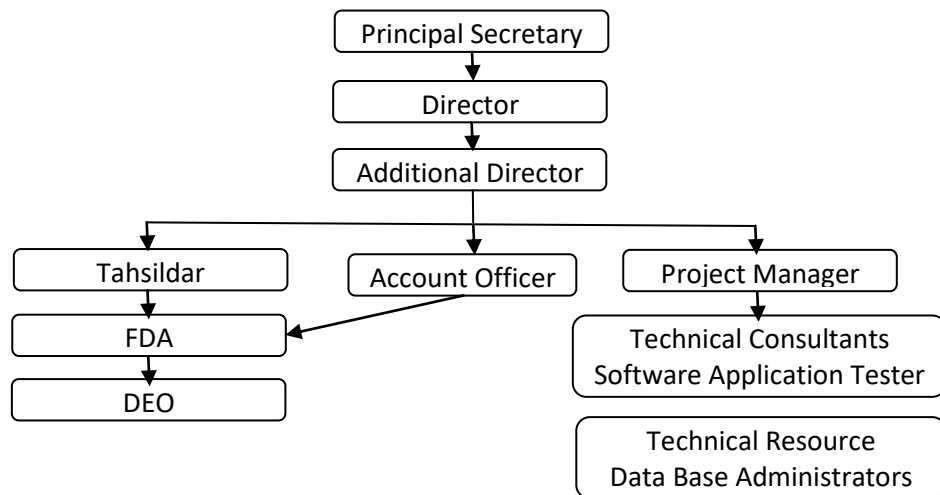 Principal Secretary
Director
Additional Director
Tahsildar
Account Officer
Project Manager
FDA
Technical Consultants
Software Application Tester
DEO
Technical Resource
Data Base Administrators